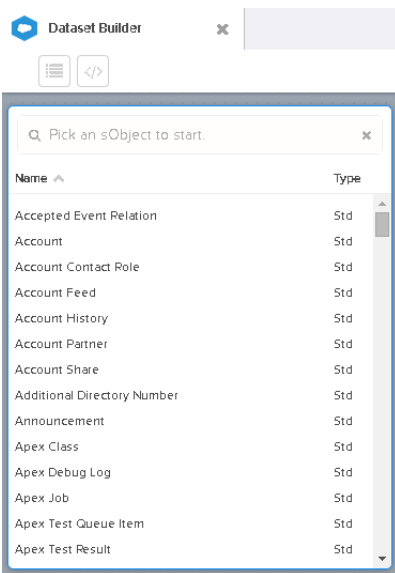 Dataset Builder
</>
Pick an sObject to start.
Name Type
Accepted Event Relation Std
Account Std
Account Contact Role Std
Account Feed Std
Account History Std
Account Partner Std
Account Share Std
Additional Directory Number Std
Announcement Std
Apex Class Std
Apex Debug Log Std
Apex Job Std
Apex Test Queue Item Std
Apex Test Result Std